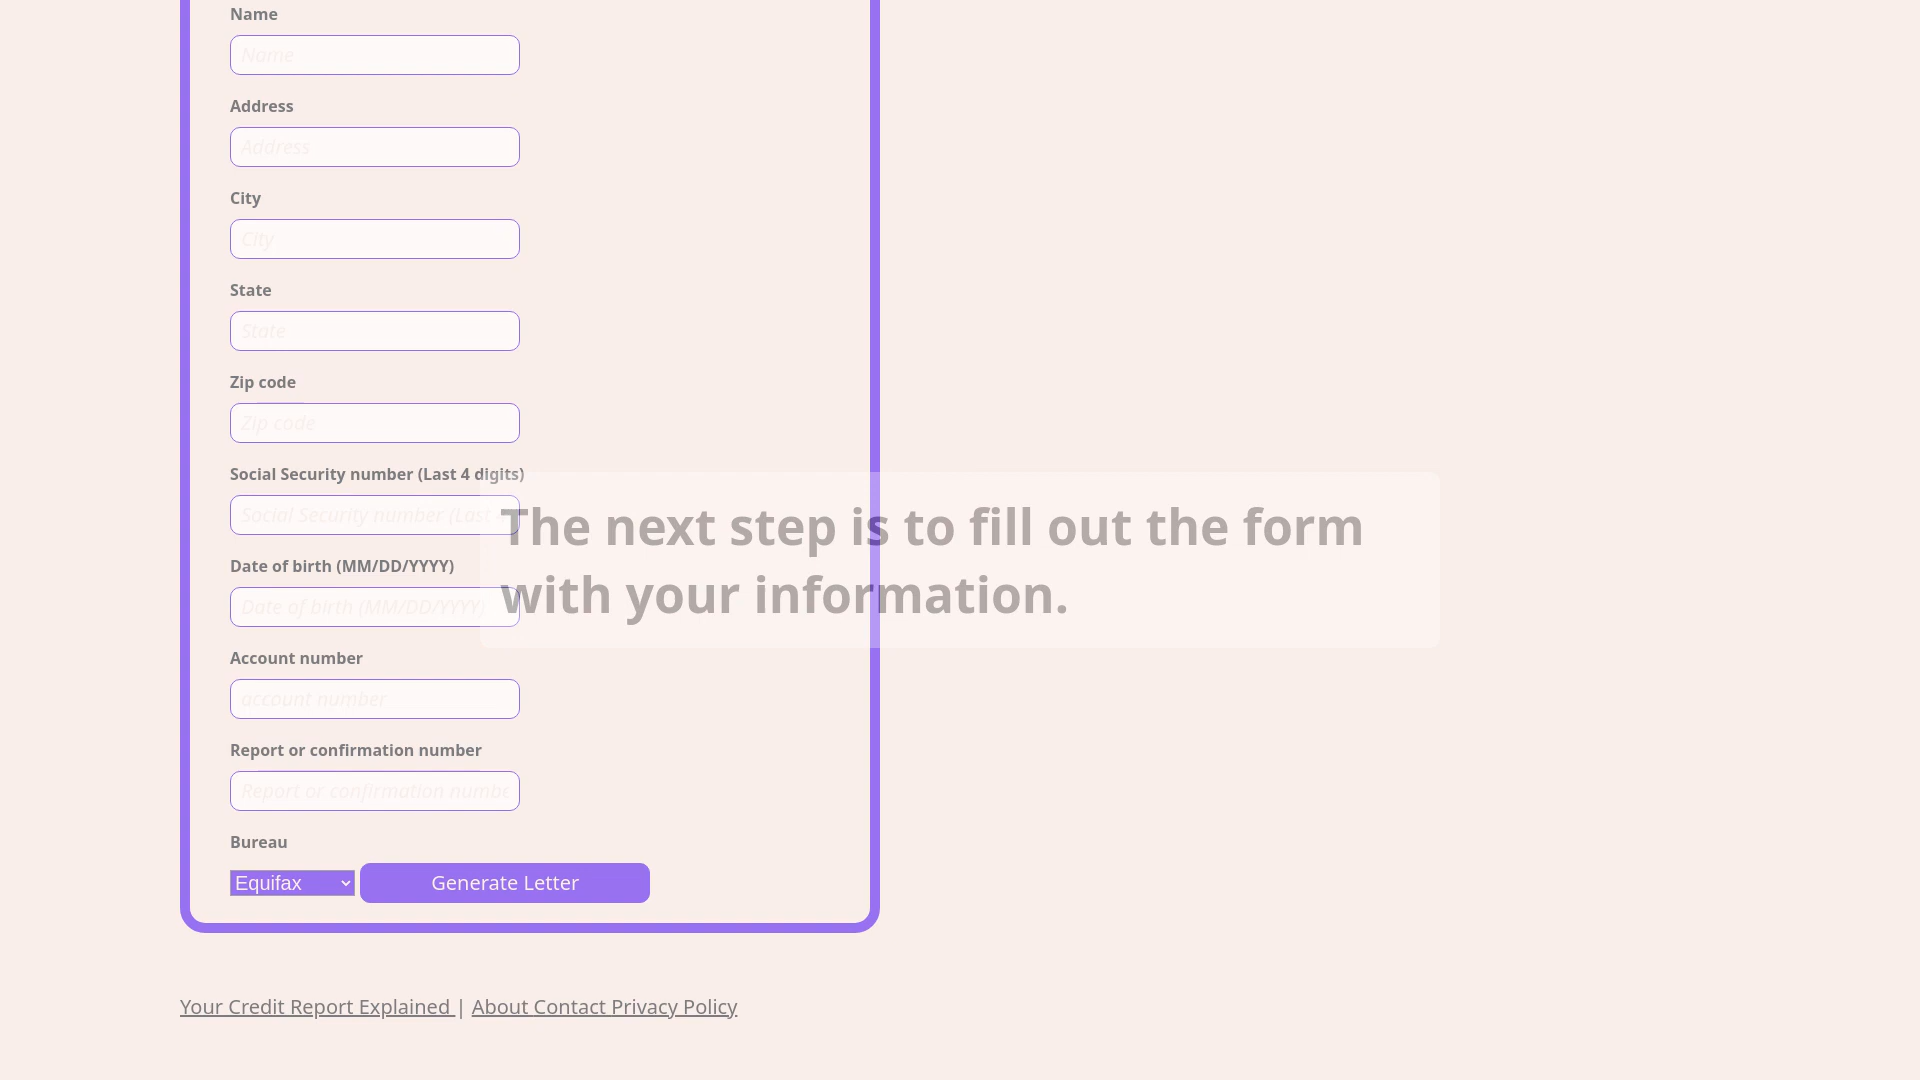 Name
Name
Address
Address
City
City
State
State
Zip code
Zip code
Social Security number (Last 4 digits)
Social Security number (Last
The next step is to fill out the form
with your information.
Date of birth (MM/DD/YYYY)
Date of birth (MM/DD/YYYY)
Account number
account number
Report or confirmation number
Report or confirmation numbe
Bureau
Equifax
Generate Letter
Your Credit Report Explained | About Contact Privacy Policy